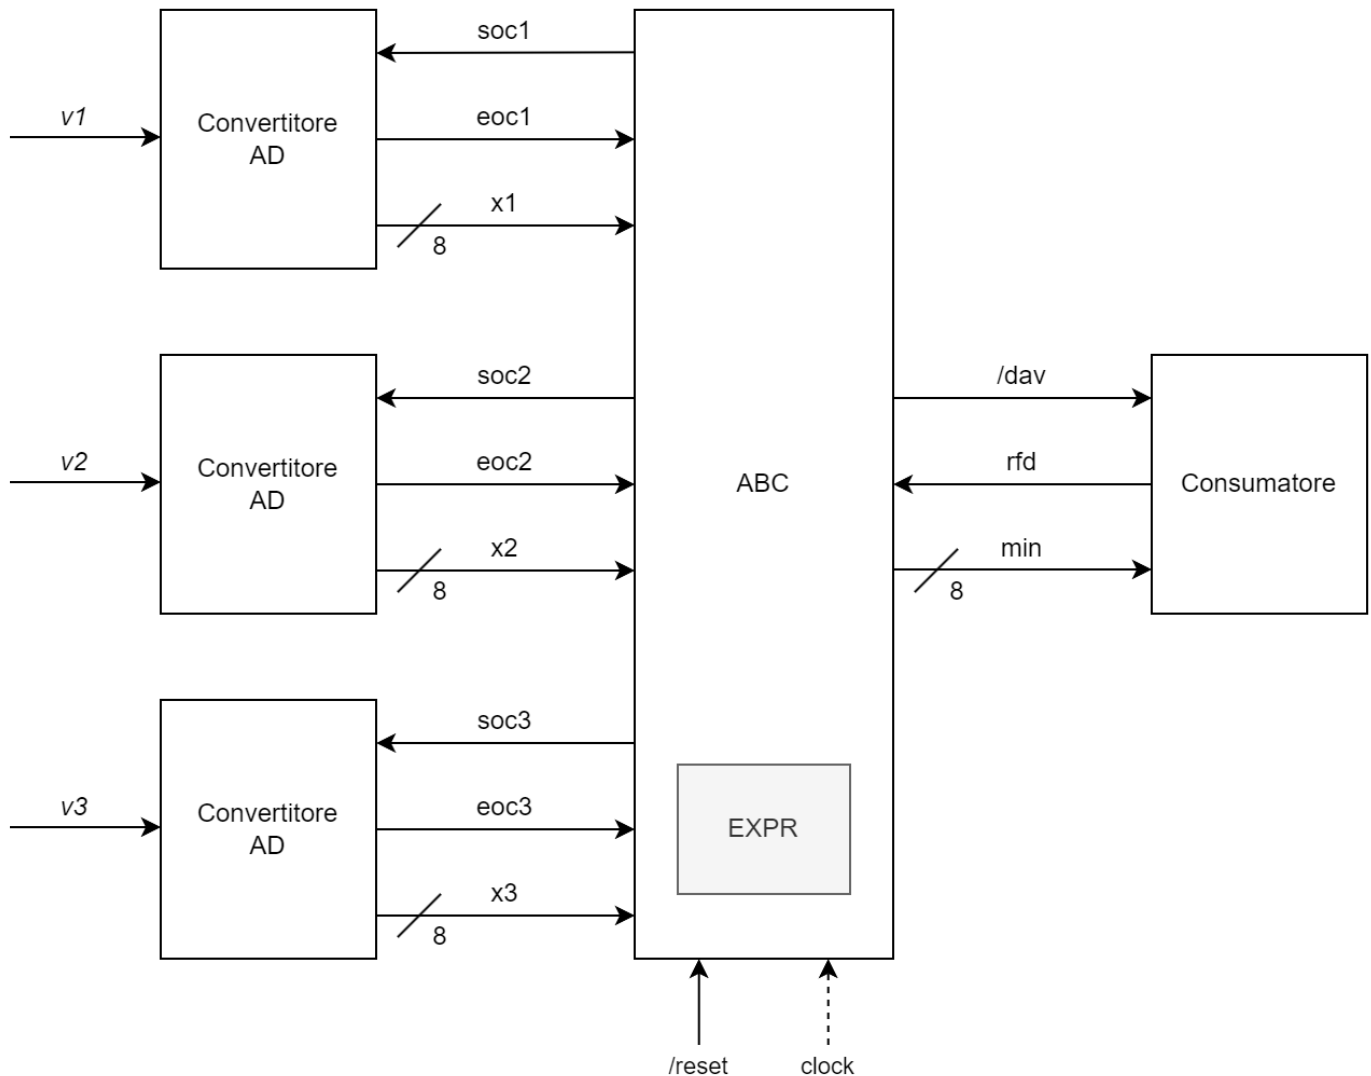 soc1
v1
Convertitore
AD
eoc1
x1
8
soc2
v2
Convertitore
AD
eoc2
x2
8
ABC
/dav
rfd
min
8
Consumatore
soc3
v3
Convertitore
AD
eoc3
x3
8
EXPR
/reset
clock